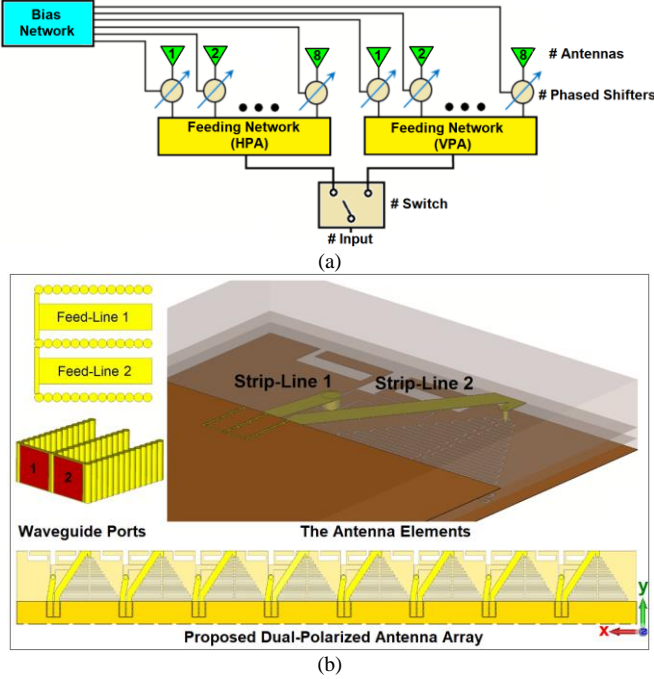 Bias
Network
1 2 8 1 2 8
# Antennas
# Phased Shifters
Feeding Network
(HPA)
Feeding Network
(VPA)
# Switch
# Input
(a)
Feed-Line 1
Feed-Line 2
Strip-Line 1
Strip-Line 2
1 2
Waveguide Ports
The Antenna Elements
Proposed Dual-Polarized Antenna Array
y
x
(b)